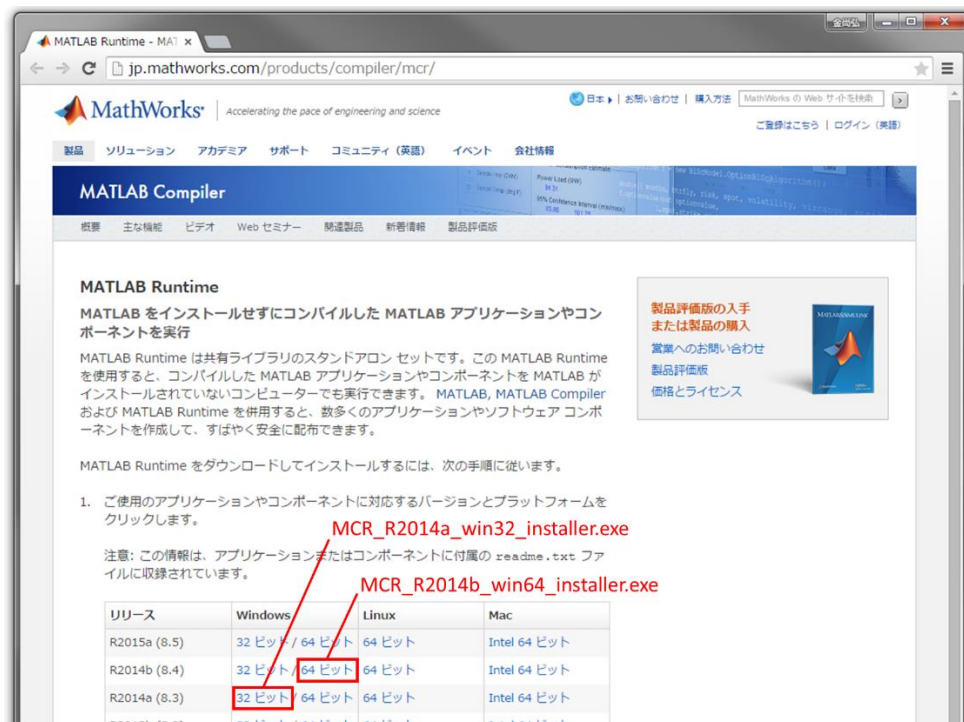 金尚弘
MATLAB Runtime - MAT
jp.mathworks.com/products/compiler/mcr/
MathWorks Accelerating the pace of engineering and science
日本 お問い合わせ 購入方法 MathWorks の Web サイトを検索
ご登録はこちら | ログイン (英語)
製品 ソリューション アカデミア サポート コミュニティ (英語) イベント 会社情報
MATLAB Compiler
概要 主な機能 ビデオ Web セミナー 関連製品 新着情報 製品評価版
MATLAB Runtime
MATLAB をインストールせずにコンパイルした MATLAB アプリケーションやコン
ポーネントを実行
MATLAB Runtime は共有ライブラリのスタンドアロン セットです。この MATLAB Runtime
を使用すると、コンパイルした MATLAB アプリケーションやコンポーネントを MATLAB が
インストールされていないコンピューターでも実行できます。 MATLAB, MATLAB Compiler
および MATLAB Runtime を併用すると、数多くのアプリケーションやソフトウェア コンポ
ーネントを作成して、すばやく安全に配布できます。
製品評価版の入手
または製品の購入
営業へのお問い合わせ
製品評価版
価格とライセンス
MATLAB&SIMULINK
MATLAB Runtime をダウンロードしてインストールするには、次の手順に従います。
1. ご使用のアプリケーションやコンポーネントに対応するバージョンとプラットフォームを
クリックします。
MCR_R2014a_win32_installer.exe
注意: この情報は、アプリケーションまたはコンポーネントに付属の readme.txt ファ
イルに収録されています。
MCR_R2014b_win64_installer.exe
リリース Windows Linux Mac
R2015a (8.5) 32 ビット / 64 ビット 64 ビット Intel 64 ビット
R2014b (8.4) 32 ビット / 64 ビット 64 ビット Intel 64 ビット
R2014a (8.3) 32 ビット / 64 ビット 64 ビット Intel 64 ビット